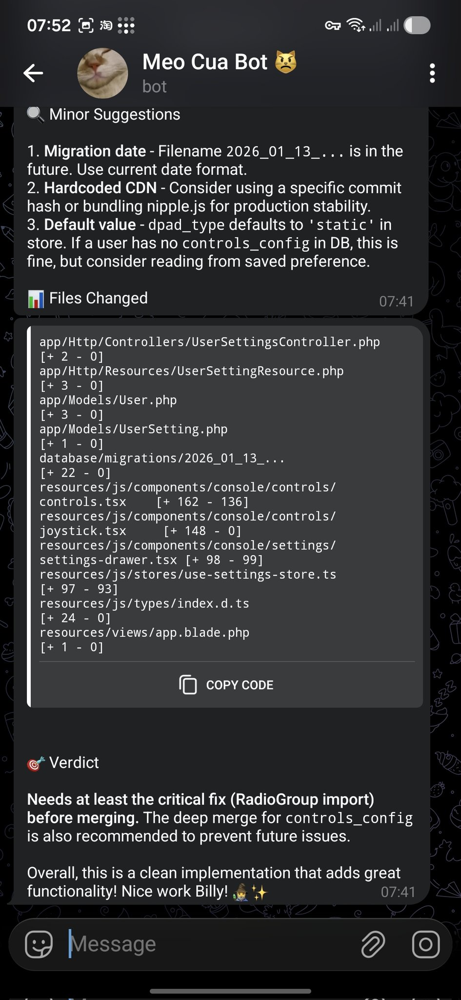 07:52 淘
Meo Cua Bot 😾
bot
🔍 Minor Suggestions
1. Migration date - Filename 2026_01_13_... is in the
future. Use current date format.
2. Hardcoded CDN - Consider using a specific commit
hash or bundling nipple.js for production stability.
3. Default value - dpad_type defaults to 'static' in
store. If a user has no controls_config in DB, this is
fine, but consider reading from saved preference.
📊 Files Changed
07:41
app/Http/Controllers/UserSettingsController.php
[+ 2 - 0]
app/Http/Resources/UserSettingResource.php
[+ 3 - 0]
app/Models/User.php
[+ 3 - 0]
app/Models/UserSetting.php
[+ 1 - 0]
database/migrations/2026_01_13_...
[+ 22 - 0]
resources/js/components/console/controls/
controls.tsx    [+ 162 - 136]
resources/js/components/console/controls/
joystick.tsx     [+ 148 - 0]
resources/js/components/console/settings/
settings-drawer.tsx [+ 98 - 99]
resources/js/stores/use-settings-store.ts
[+ 97 - 93]
resources/js/types/index.d.ts
[+ 24 - 0]
resources/views/app.blade.php
[+ 1 - 0]
COPY CODE
🎯 Verdict
Needs at least the critical fix (RadioGroup import)
before merging. The deep merge for controls_config
is also recommended to prevent future issues.
Overall, this is a clean implementation that adds great
functionality! Nice work Billy! 🧙‍♂️✨
07:41
Message